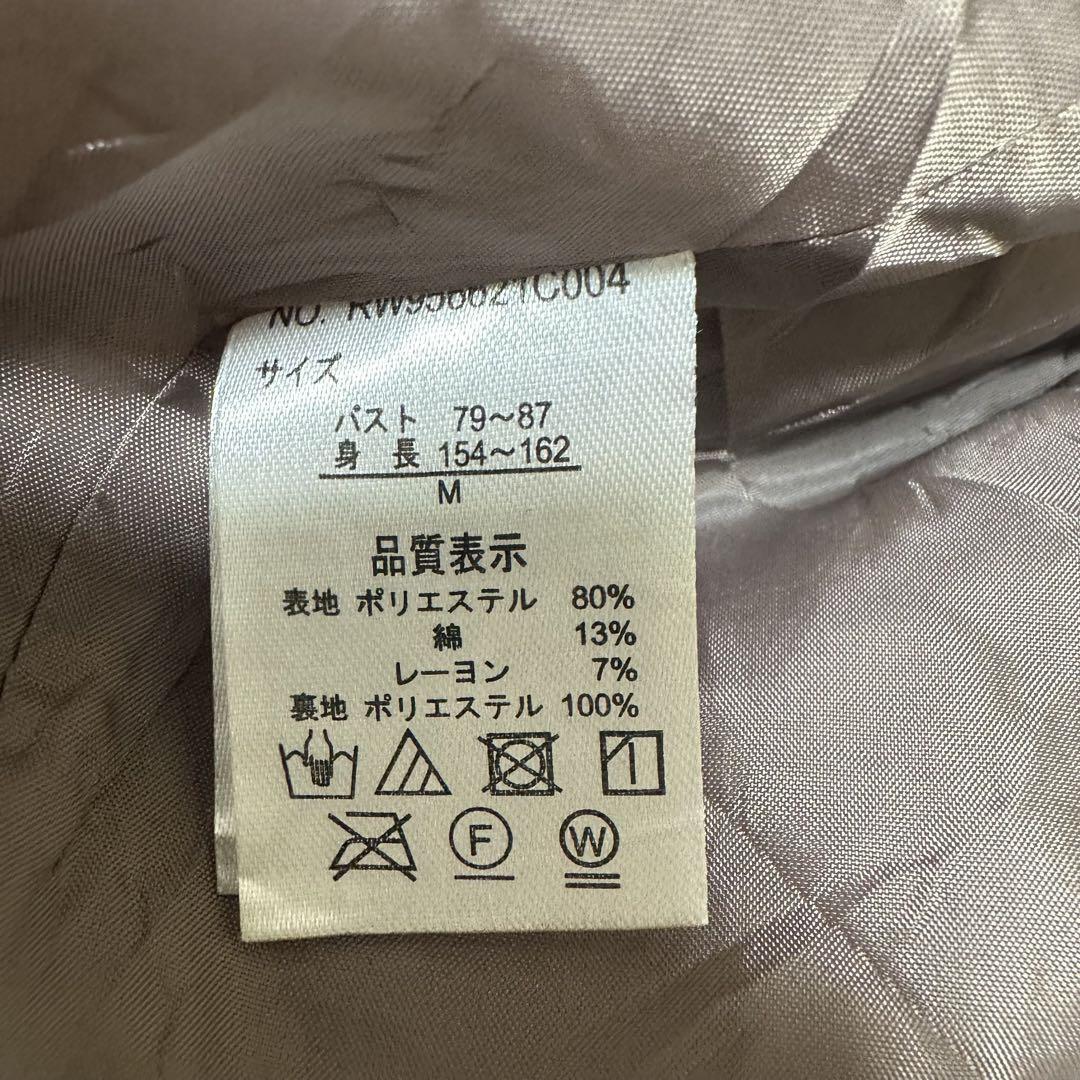 NO. RW958621C004
サイズ
バスト 79～87
身 長 154～162
M
品質表示
表地 ポリエステル 80%
綿 13%
レーヨン 7%
裏地 ポリエステル 100%
F W